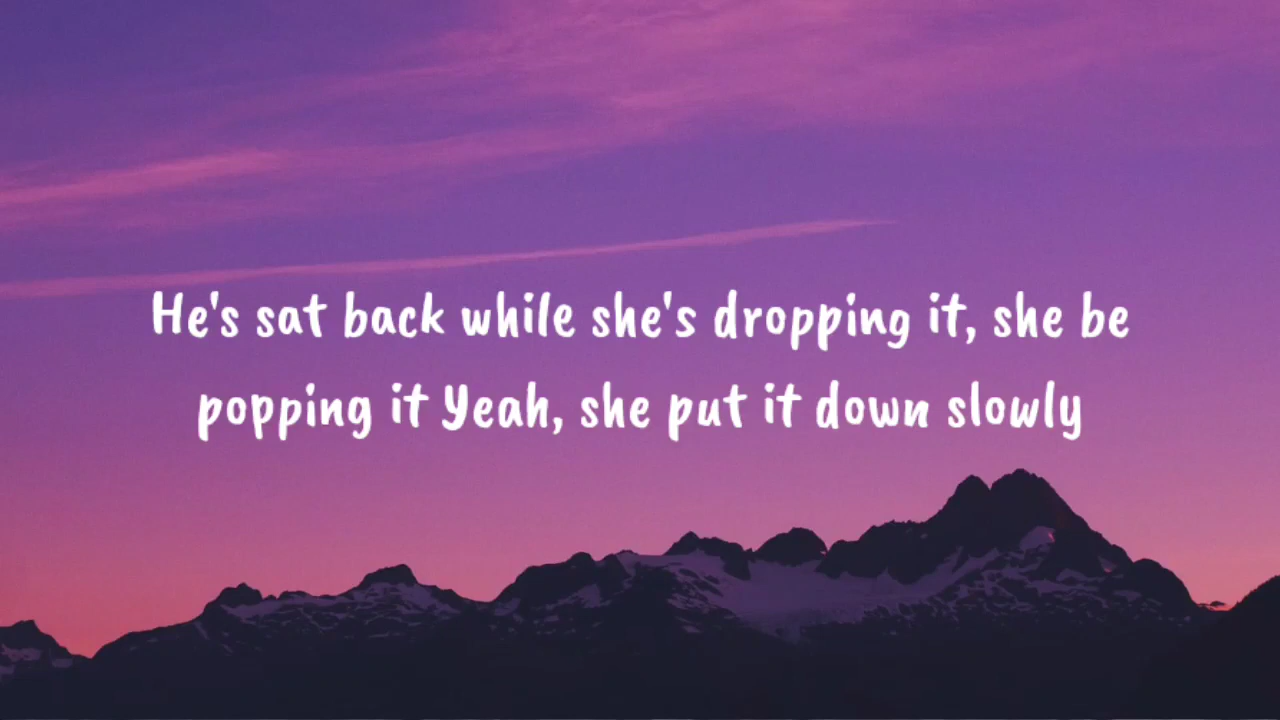 He's sat back while she's dropping it, she be
popping it Yeah, she put it down slowly